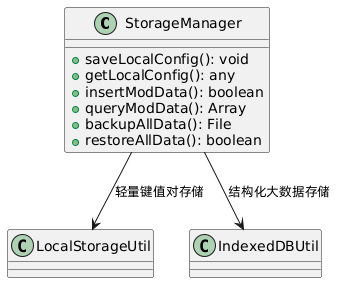 C StorageManager
saveLocalConfig(): void
getLocalConfig(): any
insertModData(): boolean
queryModData(): Array
backupAllData(): File
restoreAllData(): boolean
轻量键值对存储
结构化大数据存储
C LocalStorageUtil
C IndexedDBUtil